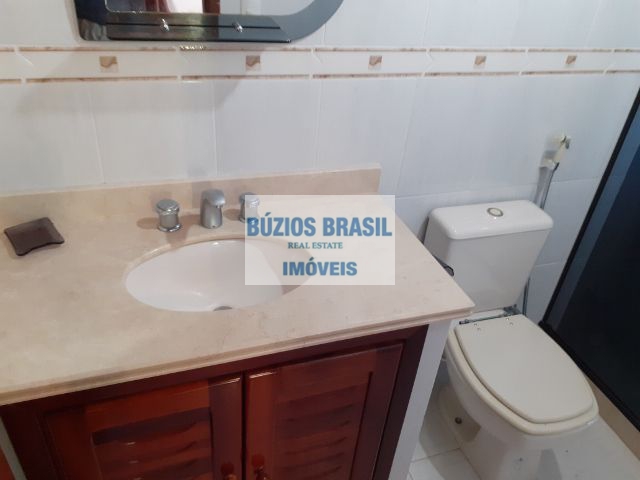 BÚZIOS BRASIL
REAL ESTATE
IMÓVEIS